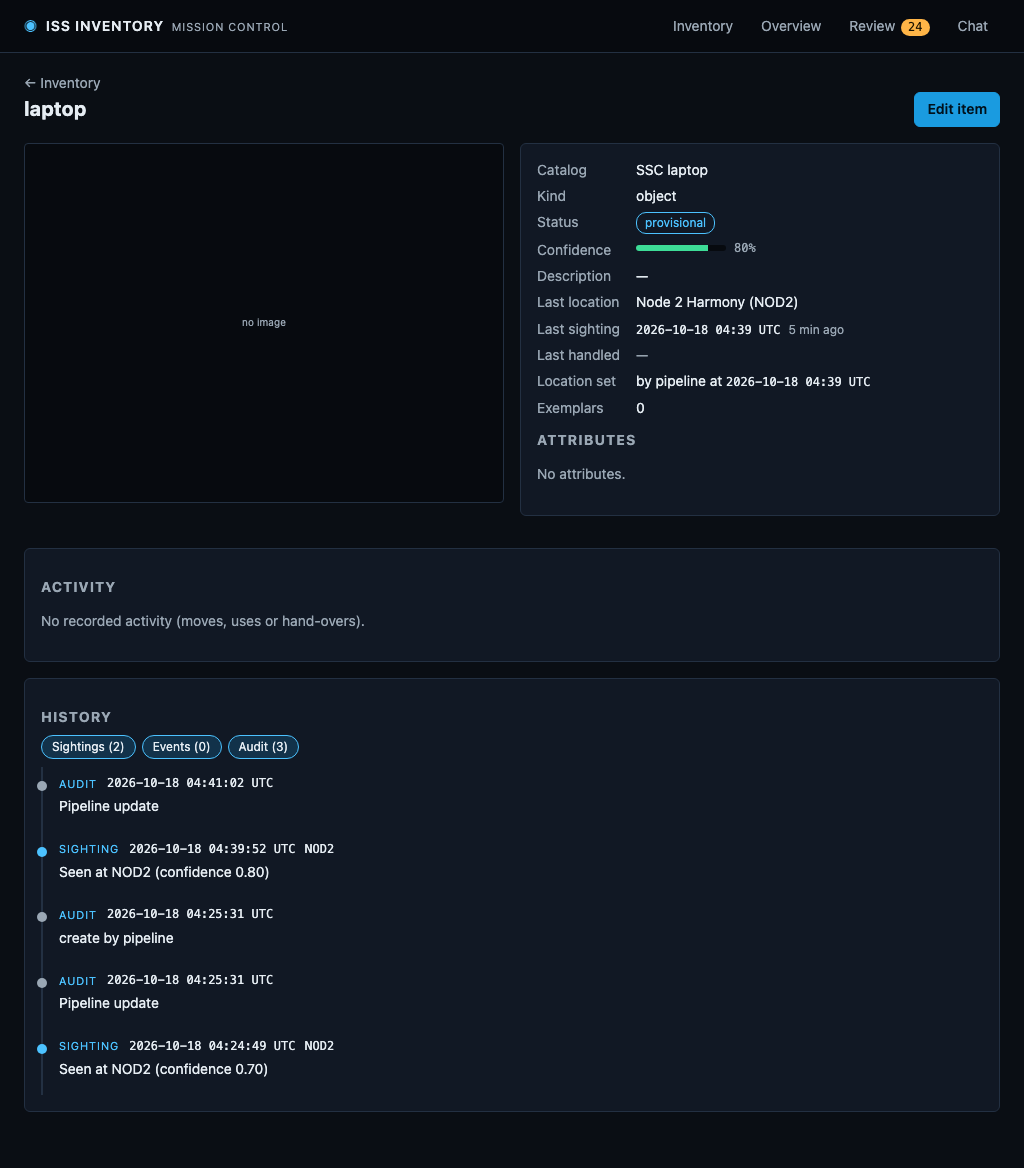 ISS INVENTORY MISSION CONTROL Inventory Overview Review 24 Chat
← Inventory
laptop
Edit item
no image
Catalog SSC laptop
Kind object
Status provisional
Confidence 80%
Description —
Last location Node 2 Harmony (NOD2)
Last sighting 2026-10-18 04:39 UTC 5 min ago
Last handled —
Location set by pipeline at 2026-10-18 04:39 UTC
Exemplars 0
ATTRIBUTES
No attributes.
ACTIVITY
No recorded activity (moves, uses or hand-overs).
HISTORY
Sightings (2) Events (0) Audit (3)
AUDIT 2026-10-18 04:41:02 UTC
Pipeline update
SIGHTING 2026-10-18 04:39:52 UTC NOD2
Seen at NOD2 (confidence 0.80)
AUDIT 2026-10-18 04:25:31 UTC
create by pipeline
AUDIT 2026-10-18 04:25:31 UTC
Pipeline update
SIGHTING 2026-10-18 04:24:49 UTC NOD2
Seen at NOD2 (confidence 0.70)